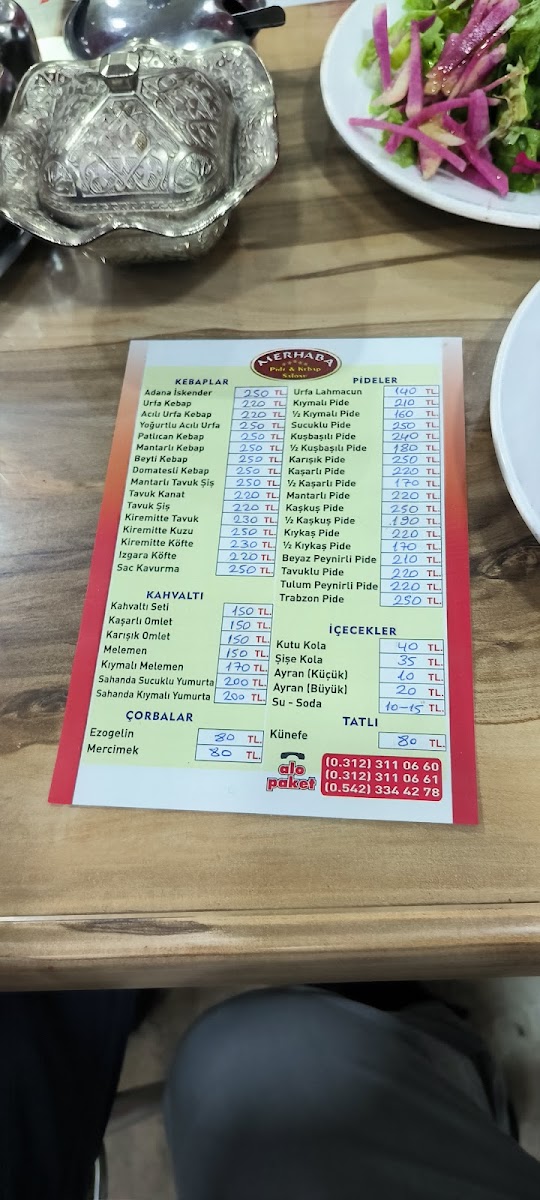 MERHABA
Pide & Kebap
Salonu
KEBAPLAR
Adana İskender 250 TL.
Urfa Kebap 220 TL.
Acılı Urfa Kebap 220 TL.
Yoğurtlu Acılı Urfa 250 TL.
Patlıcan Kebap 250 TL.
Mantarlı Kebap 250 TL.
Beyti Kebap 250 TL.
Domatesli Kebap 250 TL.
Mantarlı Tavuk Şiş 250 TL.
Tavuk Kanat 220 TL.
Tavuk Şiş 220 TL.
Kiremitte Tavuk 230 TL.
Kiremitte Kuzu 250 TL.
Kiremitte Köfte 230 TL.
Izgara Köfte 220 TL.
Sac Kavurma 250 TL.
KAHVALTI
Kahvaltı Seti 150 TL.
Kaşarlı Omlet 150 TL.
Karışık Omlet 150 TL.
Melemen 150 TL.
Kıymalı Melemen 170 TL.
Sahanda Sucuklu Yumurta 200 TL.
Sahanda Kıymalı Yumurta 200 TL.
ÇORBALAR
Ezogelin 80 TL.
Mercimek 80 TL.
PİDELER
Urfa Lahmacun 140 TL.
Kıymalı Pide 210 TL.
½ Kıymalı Pide 160 TL.
Sucuklu Pide 250 TL.
Kuşbaşılı Pide 240 TL.
½ Kuşbaşılı Pide 180 TL.
Karışık Pide 250 TL.
Kaşarlı Pide 220 TL.
½ Kaşarlı Pide 170 TL.
Mantarlı Pide 220 TL.
Kaşkuş Pide 250 TL.
½ Kaşkuş Pide 190 TL.
Kıykaş Pide 220 TL.
½ Kıykaş Pide 170 TL.
Beyaz Peynirli Pide 210 TL.
Tavuklu Pide 220 TL.
Tulum Peynirli Pide 220 TL.
Trabzon Pide 250 TL.
İÇECEKLER
Kutu Kola 40 TL.
Şişe Kola 35 TL.
Ayran (Küçük) 10 TL.
Ayran (Büyük) 20 TL.
Su - Soda 10-15 TL.
TATLI
Künefe 80 TL.
alo
paket
(0.312) 311 06 60
(0.312) 311 06 61
(0.542) 334 42 78